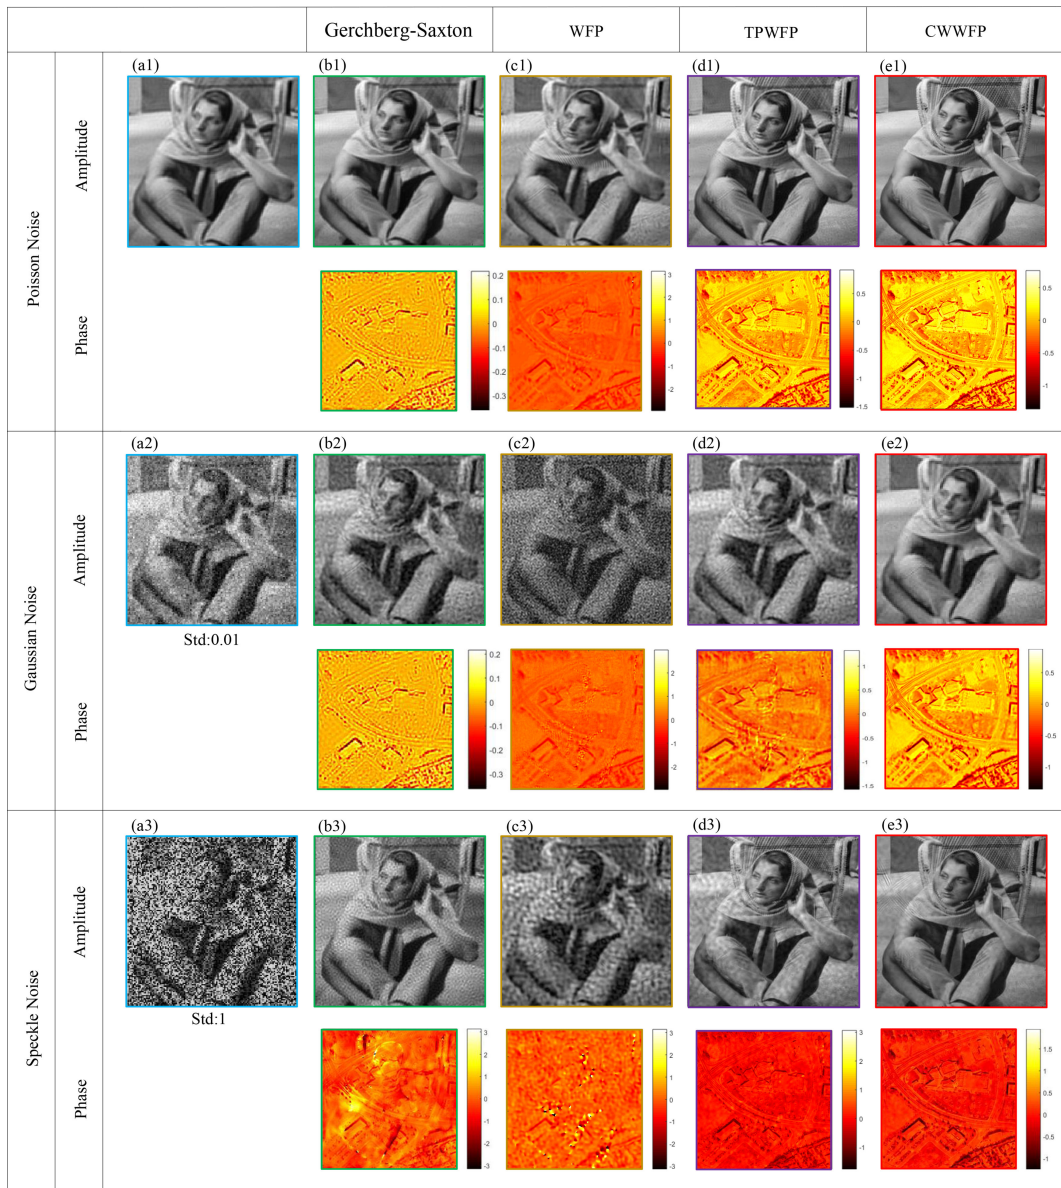 Gerchberg-Saxton WFP TPWFP CWWFP
Poisson Noise
Amplitude
(a1) (b1) (c1) (d1) (e1)
Phase
0.2 0.1 0 -0.1 -0.2 -0.3
3 2 1 0 -1 -2
0.5 0 -0.5 -1 -1.5
0.5 0 -0.5 -1
Gaussian Noise
Amplitude
(a2) (b2) (c2) (d2) (e2)
Std:0.01
Phase
0.2 0.1 0 -0.1 -0.2 -0.3
2 1 0 -1 -2
1 0.5 0 -0.5 -1 -1.5
0.5 0 -0.5 -1
Speckle Noise
Amplitude
(a3) (b3) (c3) (d3) (e3)
Std:1
Phase
3 2 1 0 -1 -2 -3
3 2 1 0 -1 -2 -3
3 2 1 0 -1
1.5 1 0.5 0 -0.5 -1